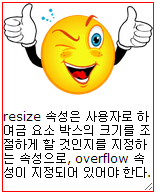 resize 속성은 사용자로 하
여금 요소 박스의 크기를 조
절하게 할 것인지를 지정하
는 속성으로, overflow 속
성이 지정되어 있어야 한다.